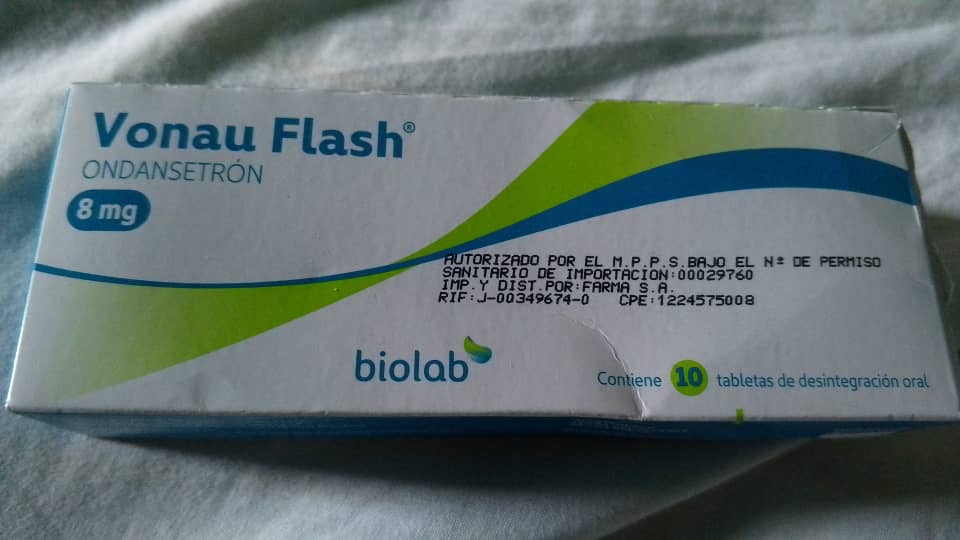 Vonau Flash®
ONDANSETRÓN
8 mg
AUTORIZADO POR EL M.P.P.S.BAJO EL Nª DE PERMISO
SANITARIO DE IMPORTACION:00029760
IMP.Y DIST.POR:FARMA S.A.
RIF:J-00349674-0 CPE:1224575008
biolab
Contiene 10 tabletas de desintegración oral